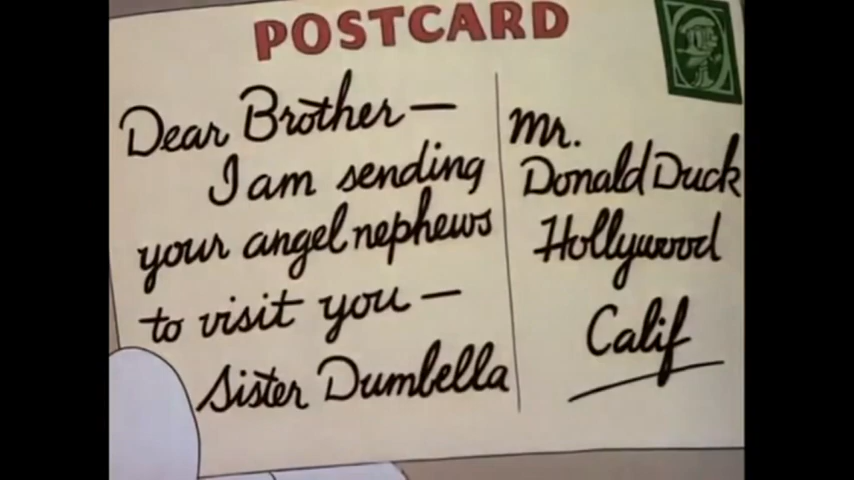 POSTCARD
Dear Brother —
I am sending
your angel nephews
to visit you —
Sister Dumbella
Mr.
Donald Duck
Hollywood
Calif